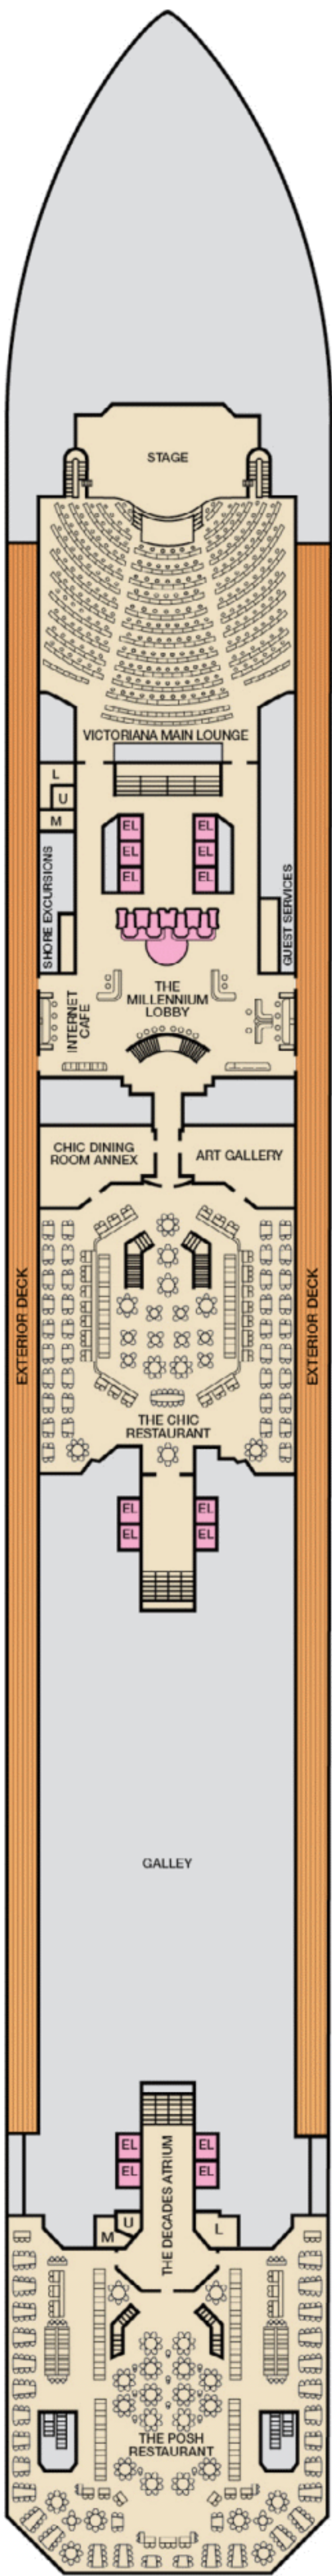 STAGE
VICTORIANA MAIN LOUNGE
L
U
M
EL
EL
EL
EL
EL
EL
SHORE EXCURSIONS
GUEST SERVICES
THE
MILLENNIUM
LOBBY
INTERNET
CAFE
CHIC DINING
ROOM ANNEX
ART GALLERY
EXTERIOR DECK
EXTERIOR DECK
THE CHIC
RESTAURANT
EL
EL
EL
EL
GALLEY
EL
EL
EL
EL
THE DECADES ATRIUM
U
M
L
THE POSH
RESTAURANT